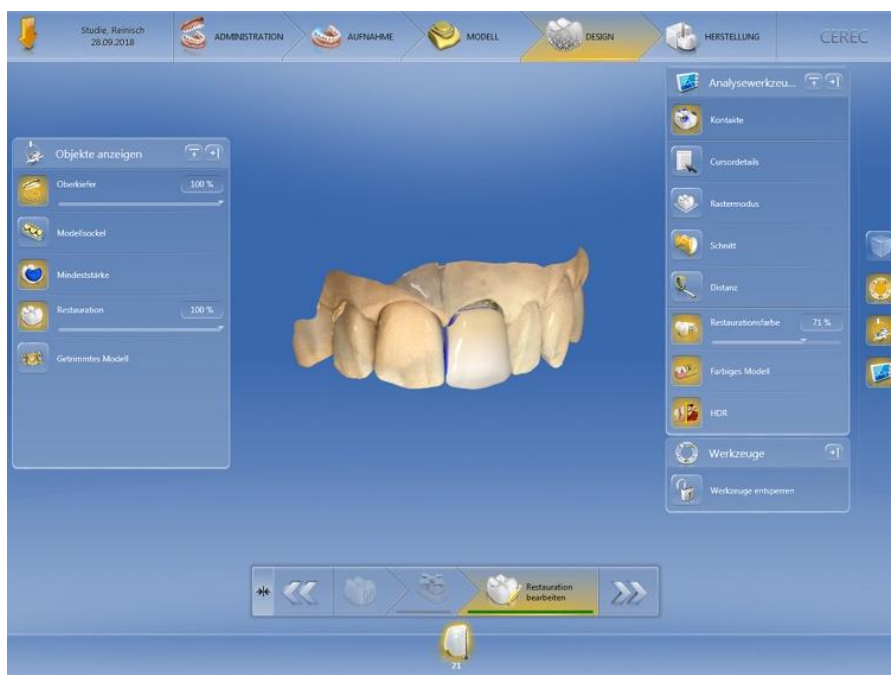 Studie, Reinisch
28.09.2018
ADMINISTRATION
AUFNAHME
MODELL
DESIGN
HERSTELLUNG
CEREC
Objekte anzeigen
Oberkiefer
100 %
Modellsockel
Mindeststärke
Restauration
100 %
Getrimmtes Modell
Analysewerkzeu...
Kontakte
Cursordetails
Rastermodus
Schnitt
Distanz
Restaurationsfarbe
71 %
Farbiges Modell
HDR
Werkzeuge
Werkzeuge entsperren
Restauration
bearbeiten
21